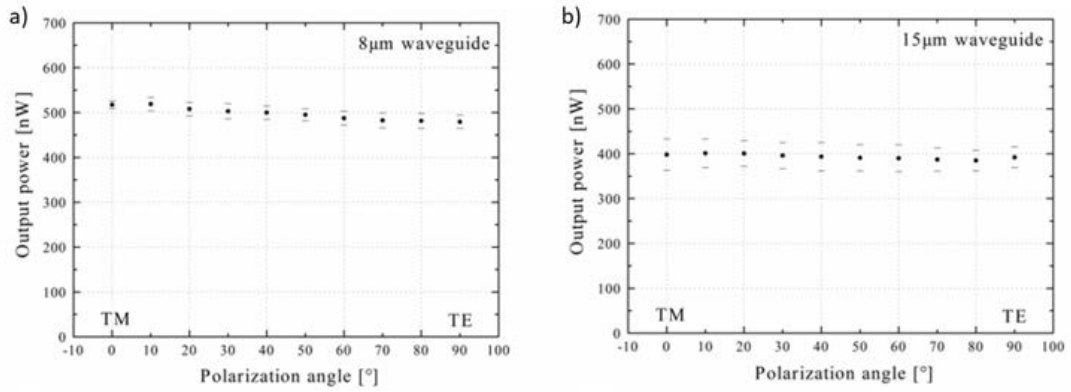 a)
8μm waveguide
Output power [nW]
700
600
500
400
300
200
100
0
TM
TE
-10 0 10 20 30 40 50 60 70 80 90 100
Polarization angle [°]
b)
15μm waveguide
Output power [nW]
700
600
500
400
300
200
100
0
TM
TE
-10 0 10 20 30 40 50 60 70 80 90 100
Polarization angle [°]